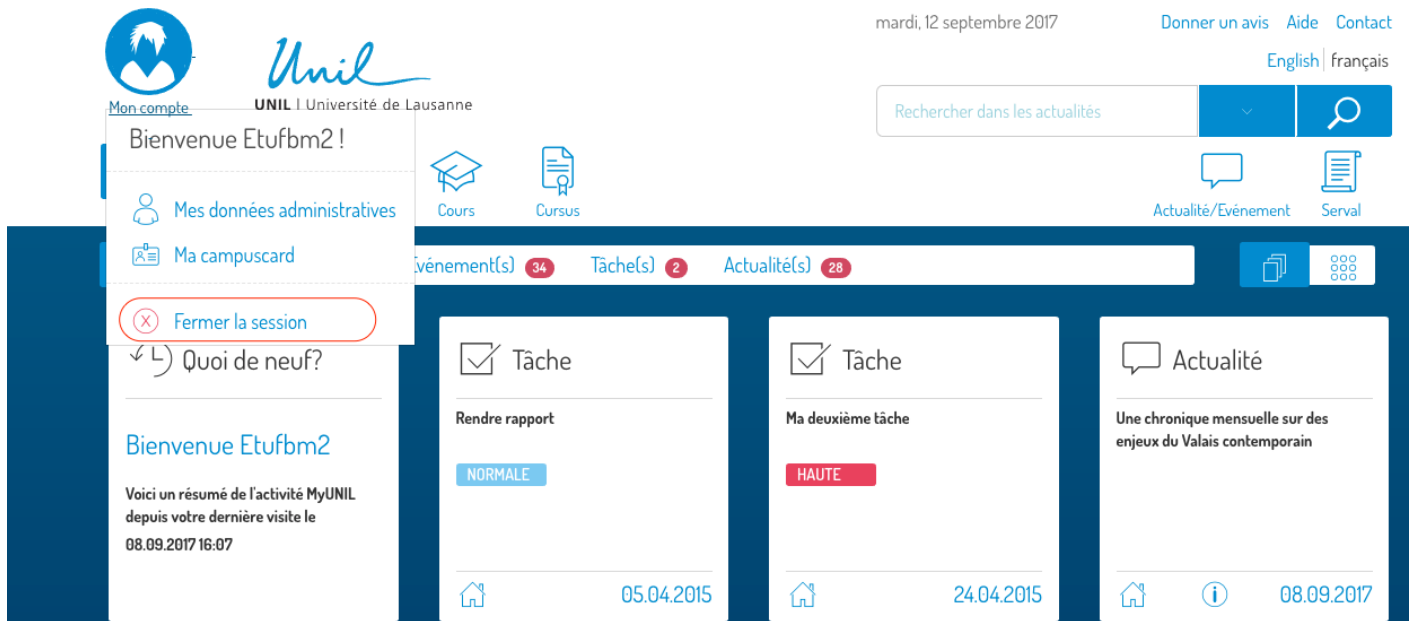 mardi, 12 septembre 2017
Donner un avis Aide Contact
English français
Unil
UNIL | Université de Lausanne
Mon compte
Rechercher dans les actualités
Bienvenue Etufbm2 !
Mes données administratives
Ma campuscard
Fermer la session
Cours
Cursus
Actualité/Evénement
Serval
vénement(s) 34 Tâche(s) 2 Actualité(s) 28
Quoi de neuf?
Bienvenue Etufbm2
Voici un résumé de l'activité MyUNIL
depuis votre dernière visite le
08.09.2017 16:07
Tâche
Rendre rapport
NORMALE
05.04.2015
Tâche
Ma deuxième tâche
HAUTE
24.04.2015
Actualité
Une chronique mensuelle sur des
enjeux du Valais contemporain
08.09.2017